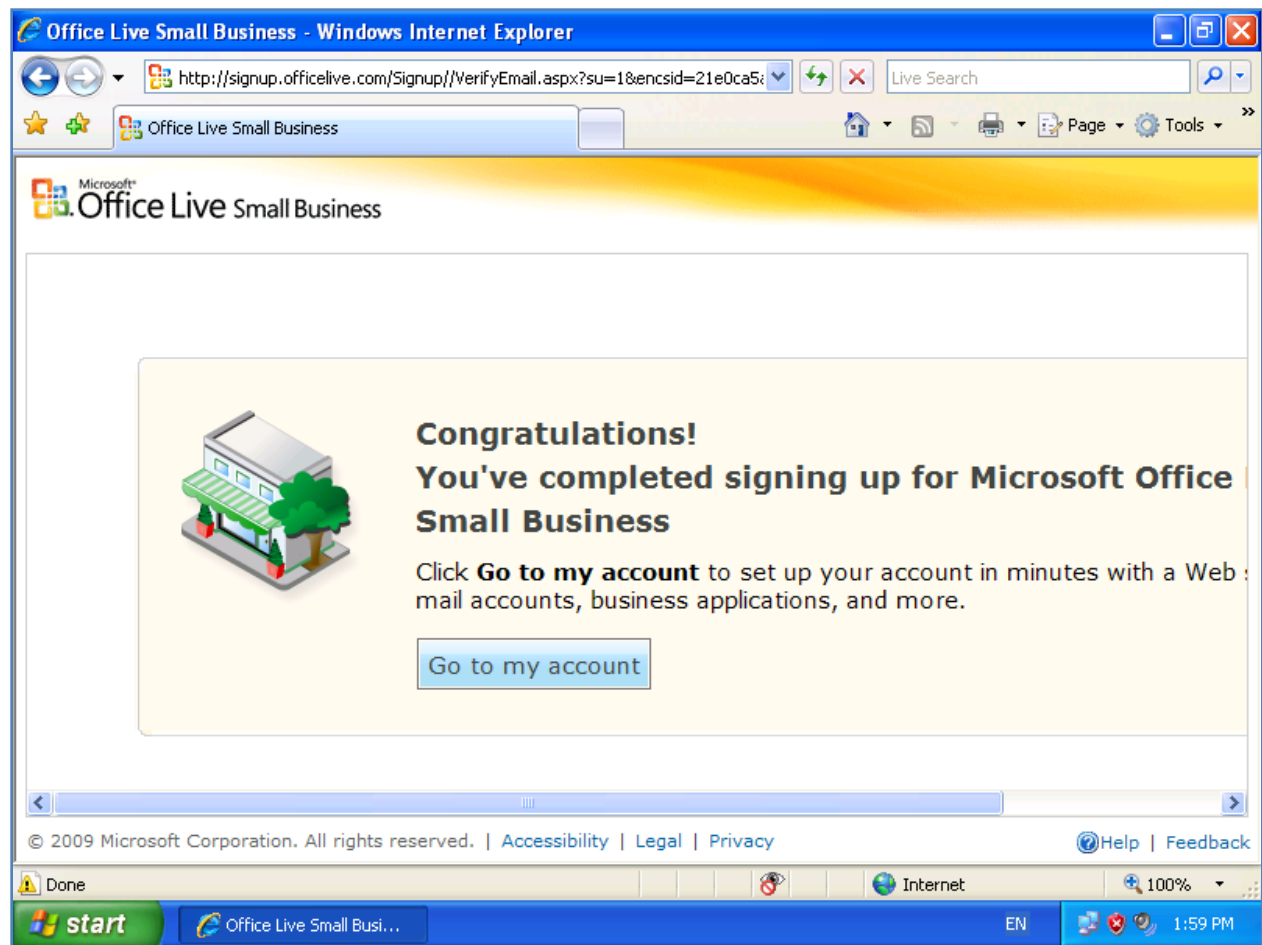 Office Live Small Business - Windows Internet Explorer
http://signup.officelive.com/Signup//VerifyEmail.aspx?su=1&encsid=21e0ca5
Live Search
Office Live Small Business
Page
Tools
Microsoft®
Office Live Small Business
Congratulations!
You've completed signing up for Microsoft Office
Small Business
Click Go to my account to set up your account in minutes with a Web
mail accounts, business applications, and more.
Go to my account
© 2009 Microsoft Corporation. All rights reserved. | Accessibility | Legal | Privacy
Help | Feedback
Done
Internet
100%
start
Office Live Small Busi...
EN
1:59 PM